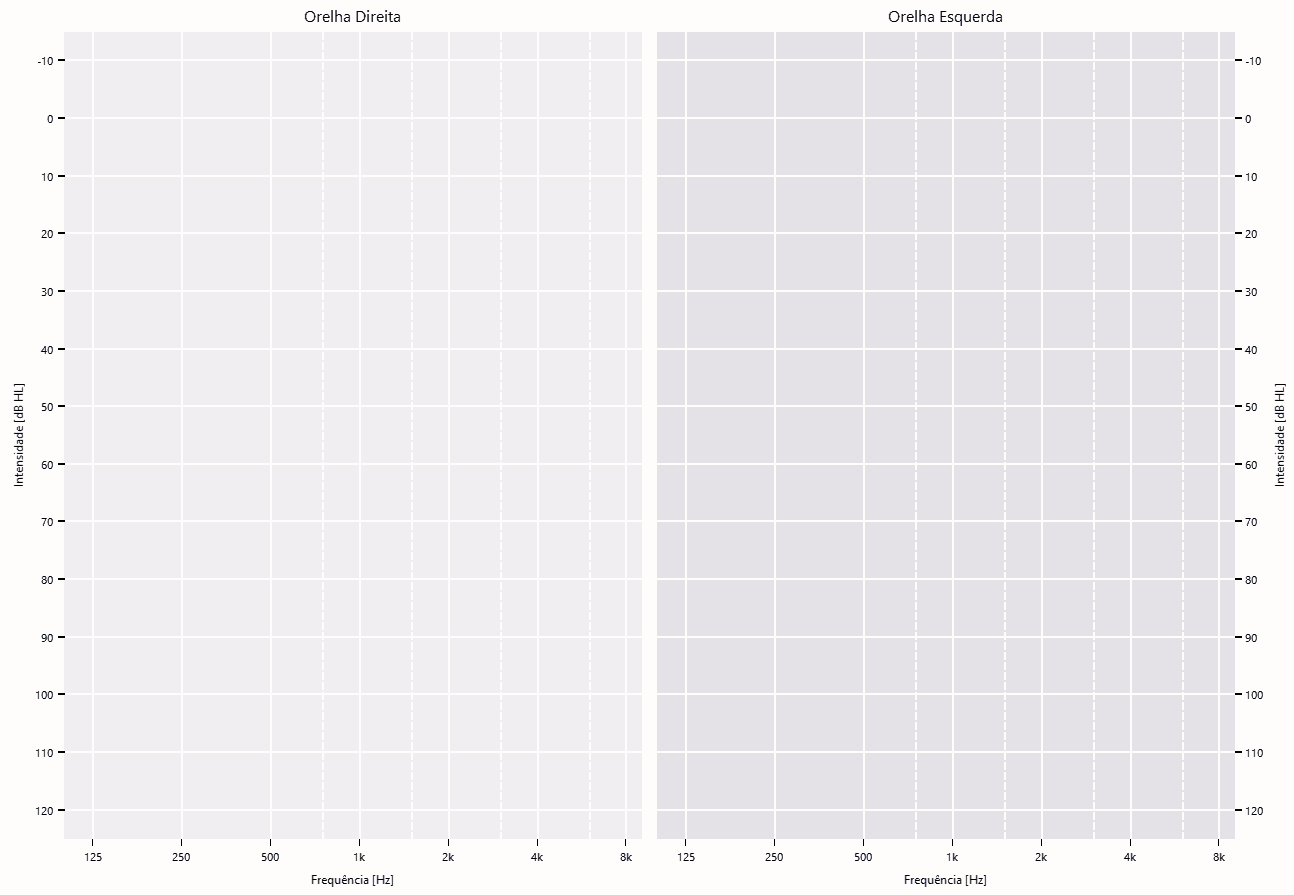 Orelha Direita
Orelha Esquerda
-10
0
10
20
30
40
50
60
70
80
90
100
110
120
Intensidade [dB HL]
125
250
500
1k
2k
4k
8k
Frequência [Hz]
125
250
500
1k
2k
4k
8k
Frequência [Hz]
-10
0
10
20
30
40
50
60
70
80
90
100
110
120
Intensidade [dB HL]